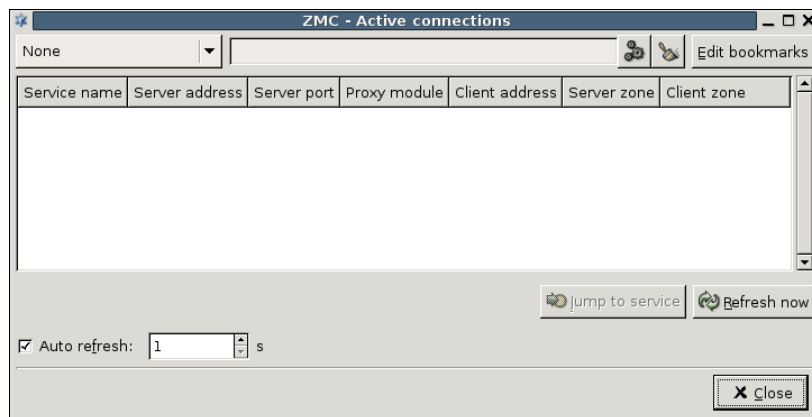 ZMC - Active connections
None Edit bookmarks
Service name Server address Server port Proxy module Client address Server zone Client zone
Jump to service Refresh now
Auto refresh: 1 s
Close